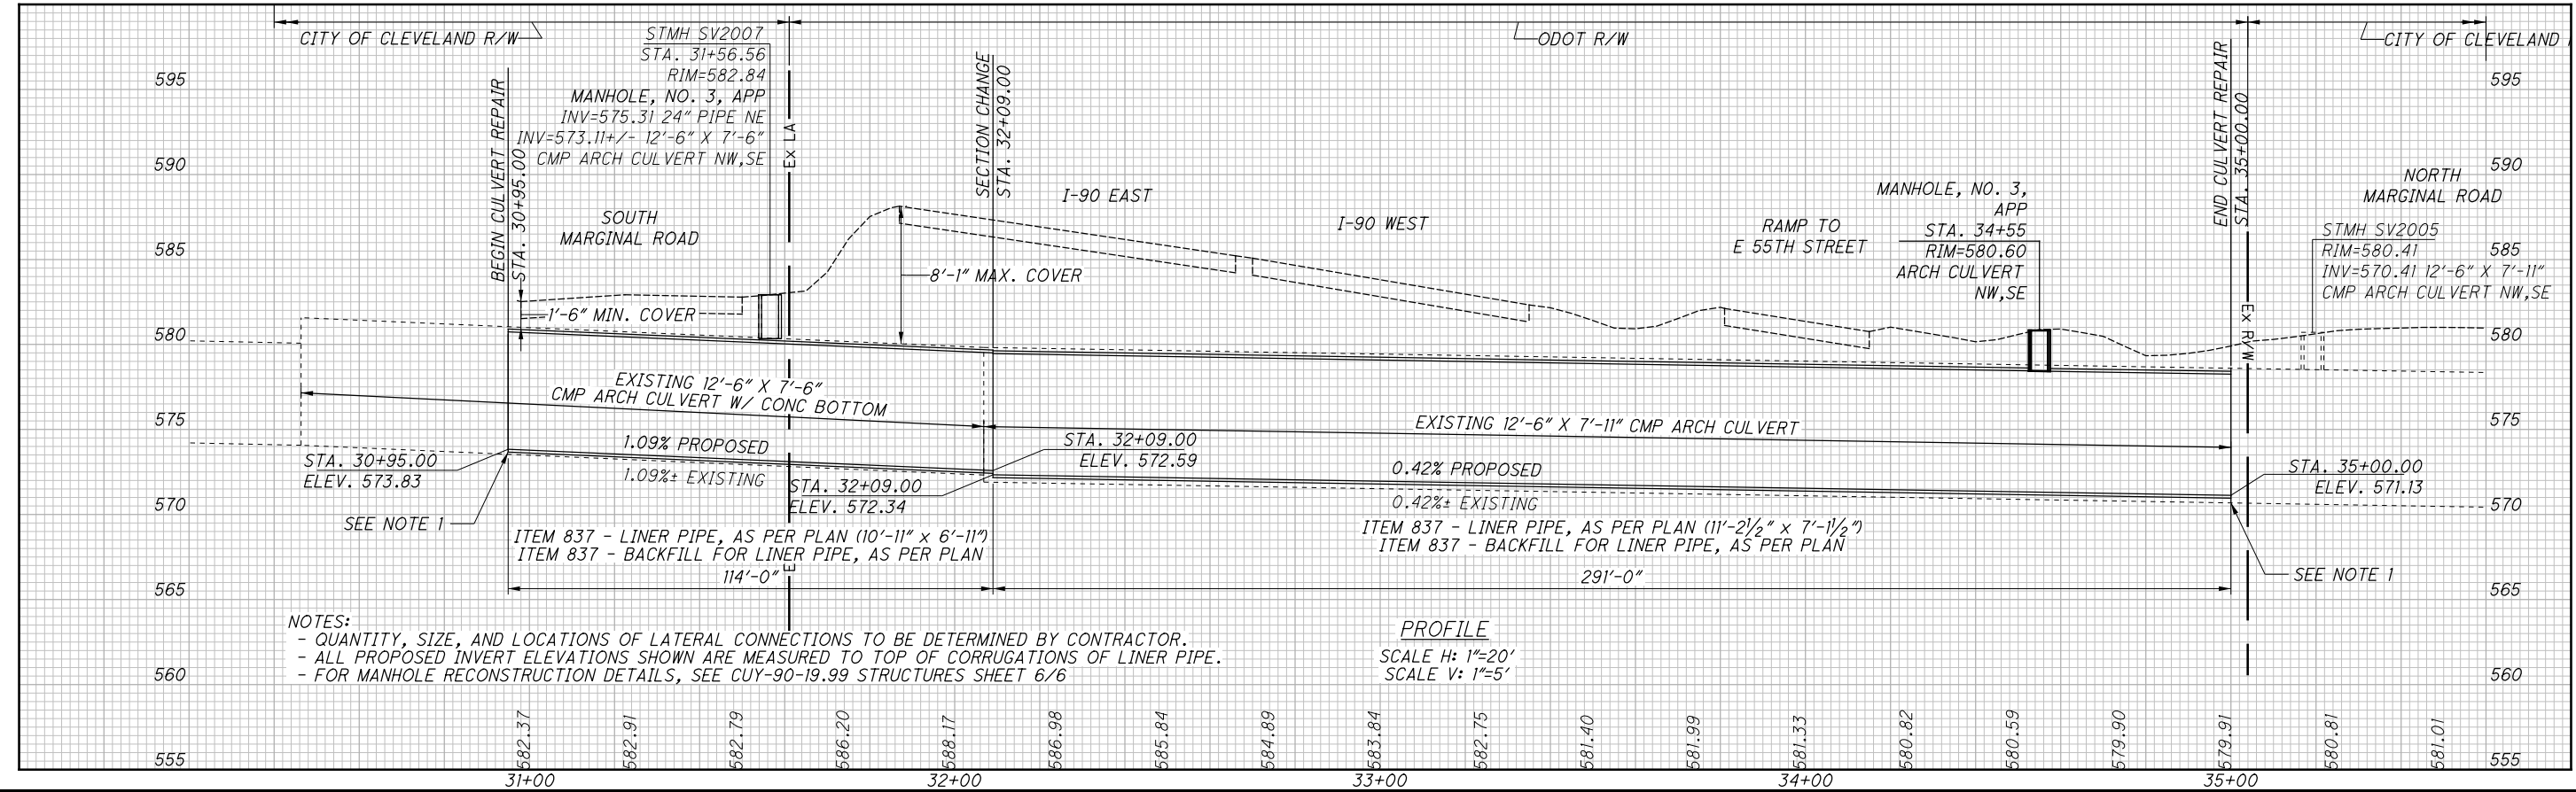 CITY OF CLEVELAND R/W
ODOT R/W
CITY OF CLEVELAND
STMH SV2007
STA. 31+56.56
RIM=582.84
MANHOLE, NO. 3, APP
INV=575.31 24" PIPE NE
INV=573.11+/- 12'-6" X 7'-6"
CMP ARCH CULVERT NW,SE
BEGIN CULVERT REPAIR
STA. 30+95.00
SOUTH
MARGINAL ROAD
Ex LA
SECTION CHANGE
STA. 32+09.00
I-90 EAST
I-90 WEST
8'-1" MAX. COVER
1'-6" MIN. COVER
RAMP TO
E 55TH STREET
MANHOLE, NO. 3,
APP
STA. 34+55
RIM=580.60
ARCH CULVERT
NW,SE
END CULVERT REPAIR
STA. 35+00.00
Ex R/W
NORTH
MARGINAL ROAD
STMH SV2005
RIM=580.41
INV=570.41 12'-6" X 7'-11"
CMP ARCH CULVERT NW,SE
595
590
585
580
575
570
565
560
555
595
590
585
580
575
570
565
560
555
EXISTING 12'-6" X 7'-6"
CMP ARCH CULVERT W/ CONC BOTTOM
EXISTING 12'-6" X 7'-11" CMP ARCH CULVERT
1.09% PROPOSED
1.09%± EXISTING
STA. 30+95.00
ELEV. 573.83
SEE NOTE 1
STA. 32+09.00
ELEV. 572.59
STA. 32+09.00
ELEV. 572.34
0.42% PROPOSED
0.42%± EXISTING
STA. 35+00.00
ELEV. 571.13
SEE NOTE 1
ITEM 837 - LINER PIPE, AS PER PLAN (10'-11" x 6'-11")
ITEM 837 - BACKFILL FOR LINER PIPE, AS PER PLAN
114'-0"
E
ITEM 837 - LINER PIPE, AS PER PLAN (11'-2½" x 7'-1½")
ITEM 837 - BACKFILL FOR LINER PIPE, AS PER PLAN
291'-0"
NOTES:
- QUANTITY, SIZE, AND LOCATIONS OF LATERAL CONNECTIONS TO BE DETERMINED BY CONTRACTOR.
- ALL PROPOSED INVERT ELEVATIONS SHOWN ARE MEASURED TO TOP OF CORRUGATIONS OF LINER PIPE.
- FOR MANHOLE RECONSTRUCTION DETAILS, SEE CUY-90-19.99 STRUCTURES SHEET 6/6
PROFILE
SCALE H: 1"=20'
SCALE V: 1"=5'
582.37
582.91
582.79
586.20
588.17
586.98
585.84
584.89
583.84
582.75
581.40
581.99
581.33
580.82
580.59
579.90
579.91
580.81
581.01
31+00
32+00
33+00
34+00
35+00